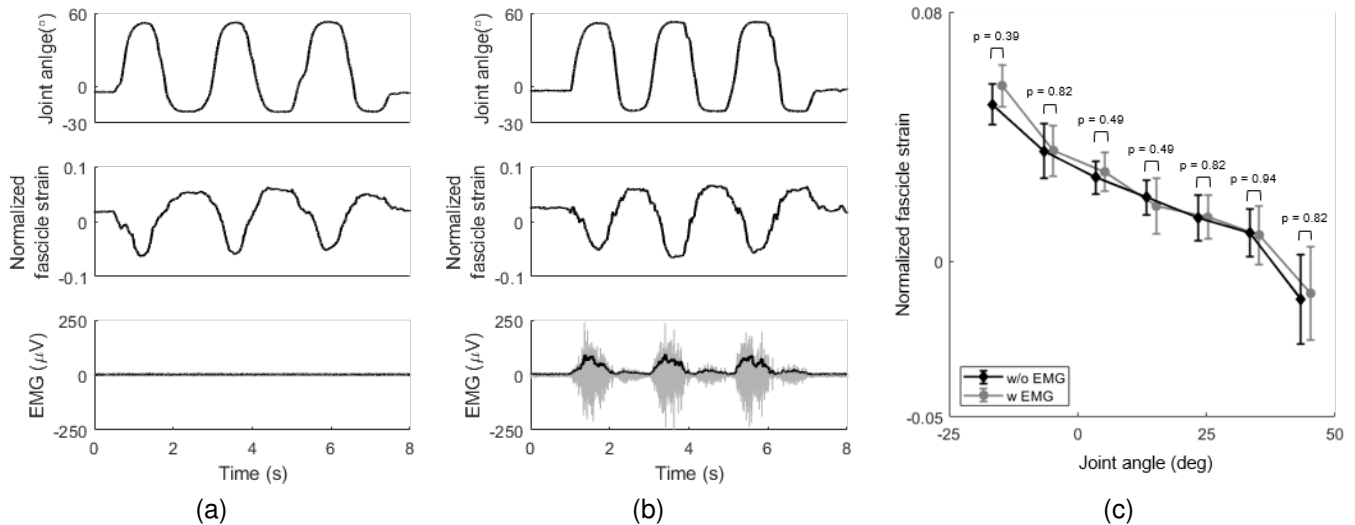 60
0
-30
Joint anlge(°)
0.1
0
-0.1
Normalized
fascicle strain
250
0
-250
EMG (μV)
0 2 4 6 8
Time (s)
(a)
60
0
-30
Joint anlge(°)
0.1
0
-0.1
Normalized
fascicle strain
250
0
-250
EMG (μV)
0 2 4 6 8
Time (s)
(b)
0.08
0
-0.05
Normalized fascicle strain
p = 0.39
p = 0.82
p = 0.49
p = 0.49
p = 0.82
p = 0.94
p = 0.82
w/o EMG
w EMG
-25 0 25 50
Joint angle (deg)
(c)